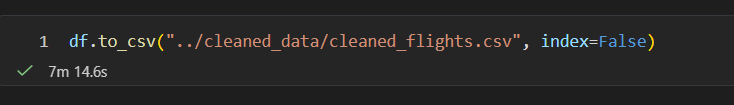 1 df.to_csv("../cleaned_data/cleaned_flights.csv", index=False)
7m 14.6s